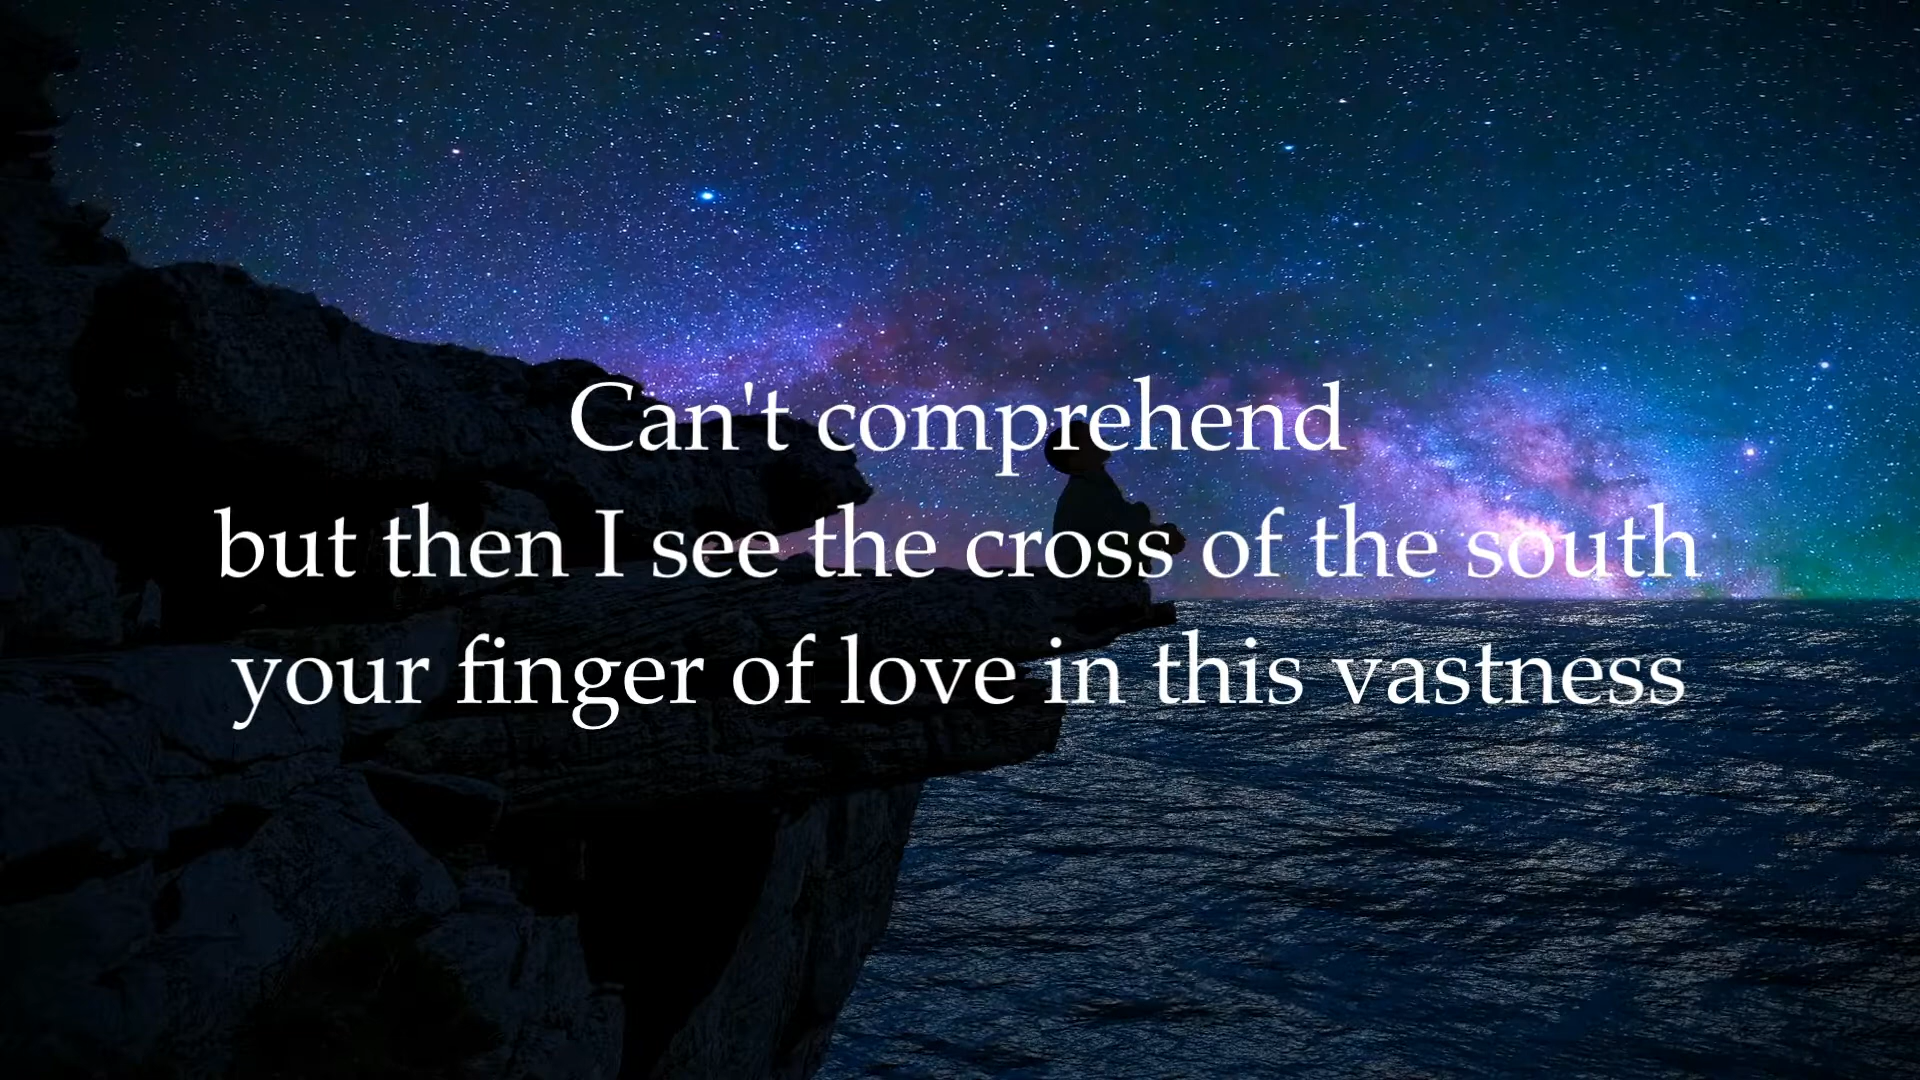 Can't comprehend
but then I see the cross of the south
your finger of love in this vastness